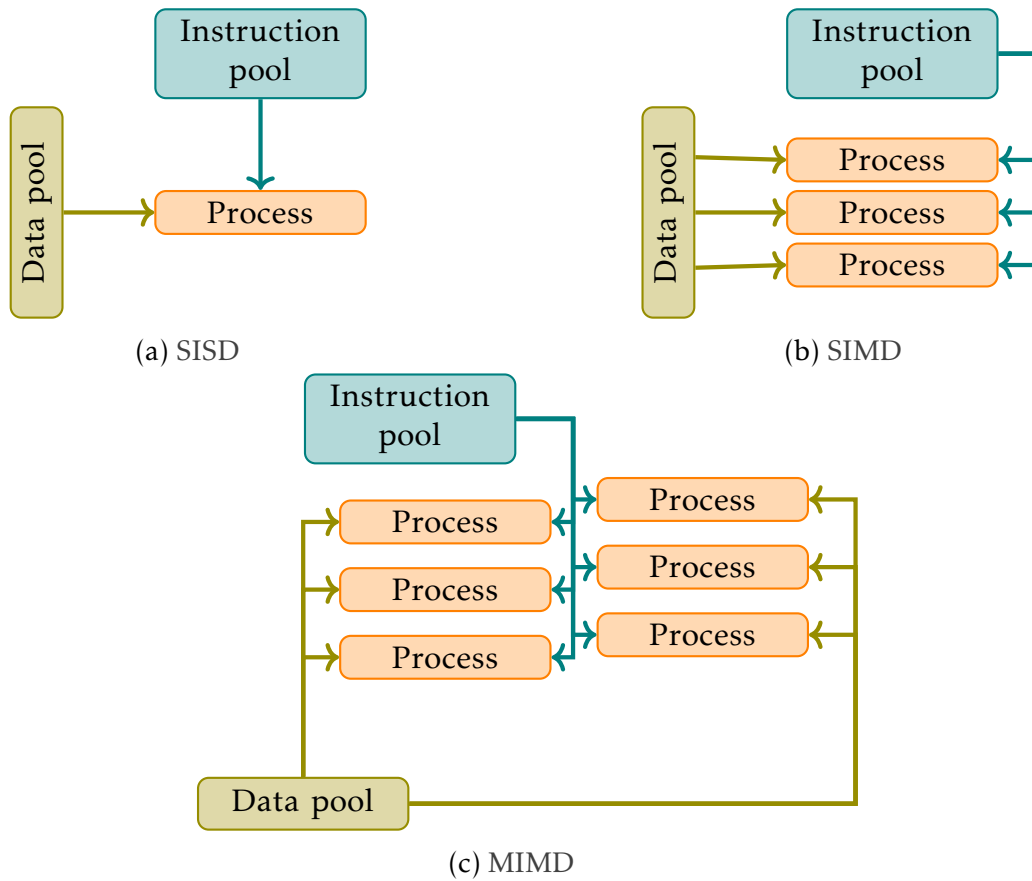 Instruction
pool
Data pool
Process
(a) SISD
Instruction
pool
Data pool
Process
Process
Process
(b) SIMD
Instruction
pool
Process
Process
Process
Process
Process
Process
Data pool
(c) MIMD